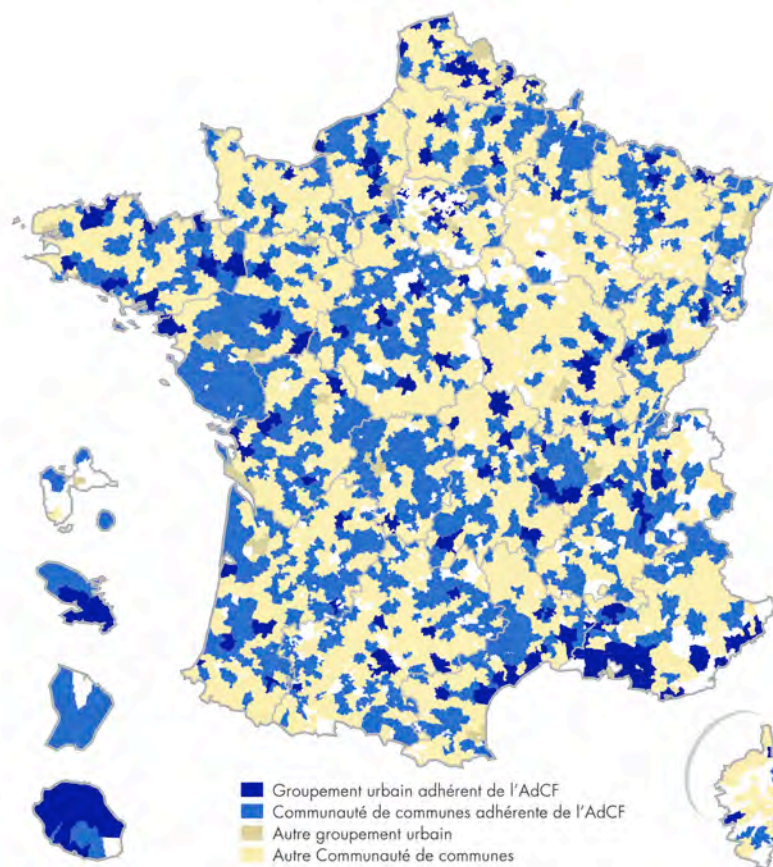 Groupement urbain adhérent de l'AdCF
Communauté de communes adhérente de l'AdCF
Autre groupement urbain
Autre Communauté de communes